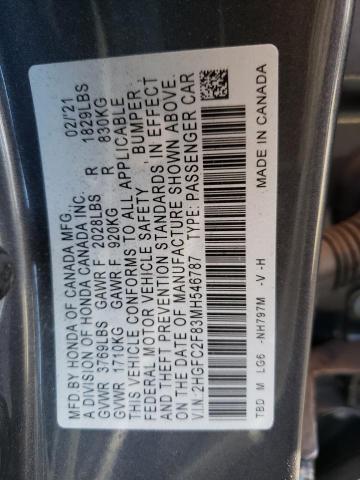 MFD BY HONDA OF CANADA MFG. 02/'21
A DIVISION OF HONDA CANADA INC.
GVWR 3769LBS GAWR F 2028LBS R 1829LBS
GVWR 1710KG GAWR F 920KG R 830KG
THIS VEHICLE CONFORMS TO ALL APPLICABLE
FEDERAL MOTOR VEHICLE SAFETY , BUMPER ,
THEFT PREVENTION STANDARDS IN EFFECT
ON THE DATE OF MANUFACTURE SHOWN ABOVE.
V.I.N: 2HGFC2F83MH546787 TYPE: PASSENGER CAR
TBD M LG6 -NH797M -V -H
MADE IN CANADA